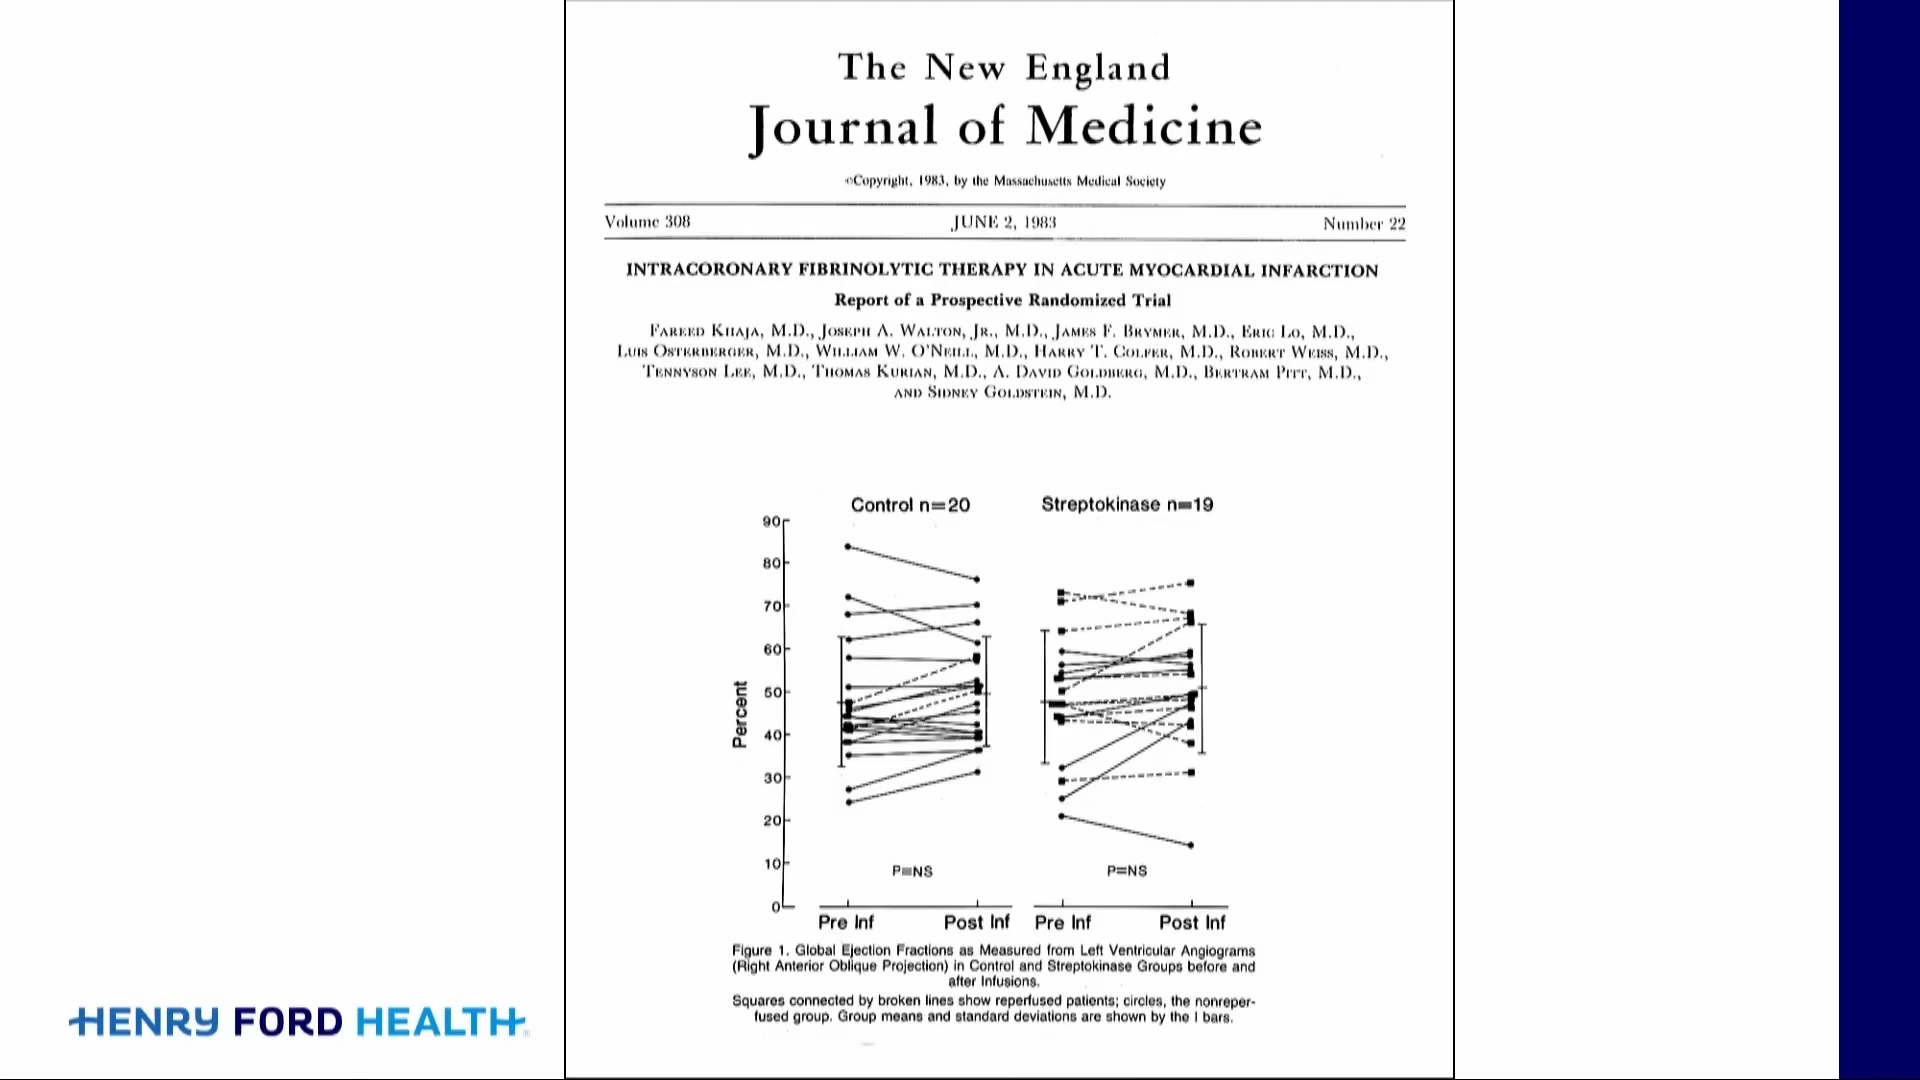 The New England
Journal of Medicine
©Copyright, 1983, by the Massachusetts Medical Society
Volume 308
JUNE 2, 1983
Number 22
INTRACORONARY FIBRINOLYTIC THERAPY IN ACUTE MYOCARDIAL INFARCTION
Report of a Prospective Randomized Trial
FAREED KHAJA, M.D., JOSEPH A. WALTON, JR., M.D., JAMES F. BRYMER, M.D., ERIC LO, M.D.,
LUIS OSTERBERGER, M.D., WILLIAM W. O'NEILL, M.D., HARRY T. COLFER, M.D., ROBERT WEISS, M.D.,
TENNYSON LEE, M.D., THOMAS KURIAN, M.D., A. DAVID GOLDBERG, M.D., BERTRAM PITT, M.D.,
AND SIDNEY GOLDSTEIN, M.D.
Control n=20
Streptokinase n=19
90
80
70
60
50
40
30
20
10
0
Percent
P=NS
P=NS
Pre Inf
Post Inf
Pre Inf
Post Inf
Figure 1. Global Ejection Fractions as Measured from Left Ventricular Angiograms
(Right Anterior Oblique Projection) in Control and Streptokinase Groups before and
after Infusions.
Squares connected by broken lines show reperfused patients; circles, the nonreper-
fused group. Group means and standard deviations are shown by the I bars.
HENRY FORD HEALTH